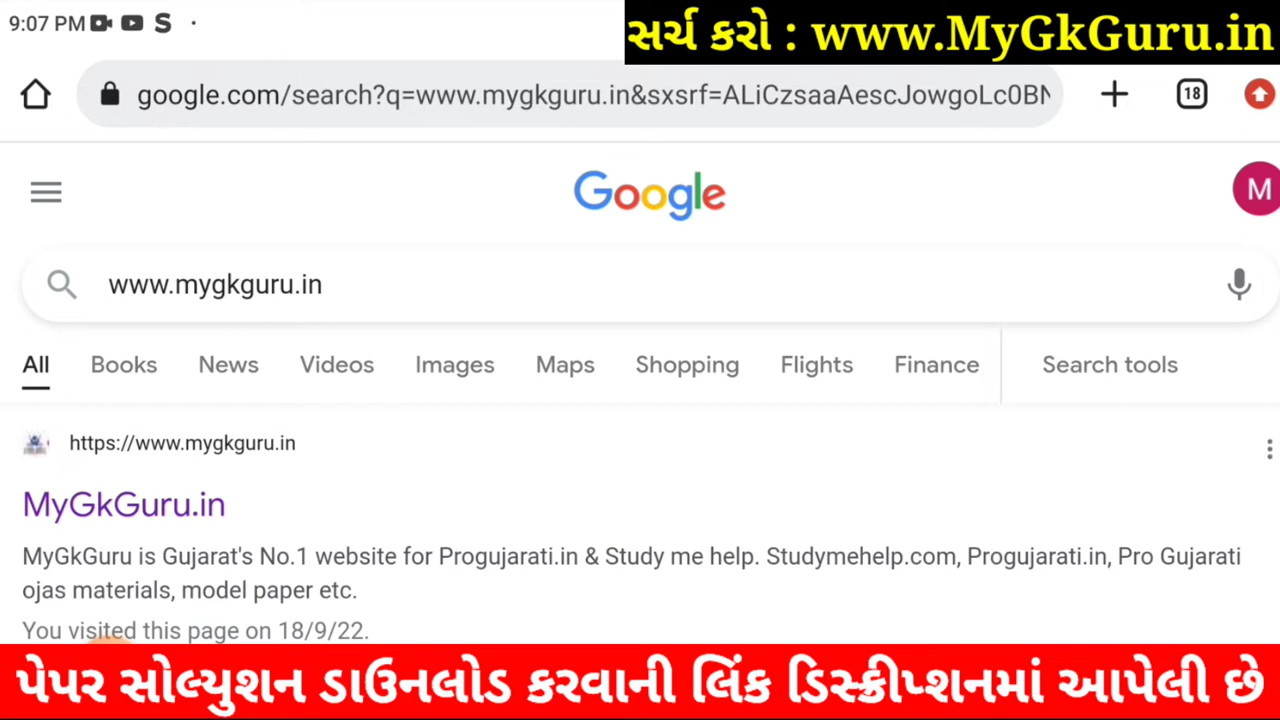 9:07 PM
સર્ચ કરો : www.MyGkGuru.in
google.com/search?q=www.mygkguru.in&sxsrf=ALiCzsaaAescJowgoLc0BN
18
Google
M
www.mygkguru.in
All Books News Videos Images Maps Shopping Flights Finance Search tools
https://www.mygkguru.in
MyGkGuru.in
MyGkGuru is Gujarat's No.1 website for Progujarati.in & Study me help. Studymehelp.com, Progujarati.in, Pro Gujarati
ojas materials, model paper etc.
You visited this page on 18/9/22.
પેપર સોલ્યુશન ડાઉનલોડ કરવાની લિંક ડિસ્ક્રીપ્શનમાં આપેલી છે